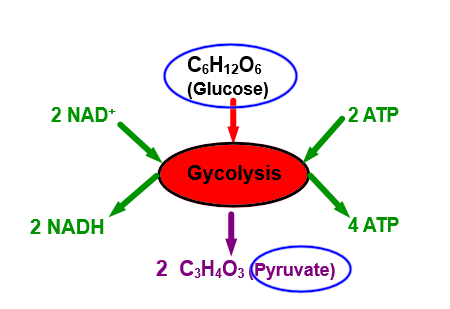 C₆H₁₂O₆
(Glucose)
2 NAD⁺
2 ATP
Gycolysis
2 NADH
4 ATP
2 C₃H₄O₃ (Pyruvate)